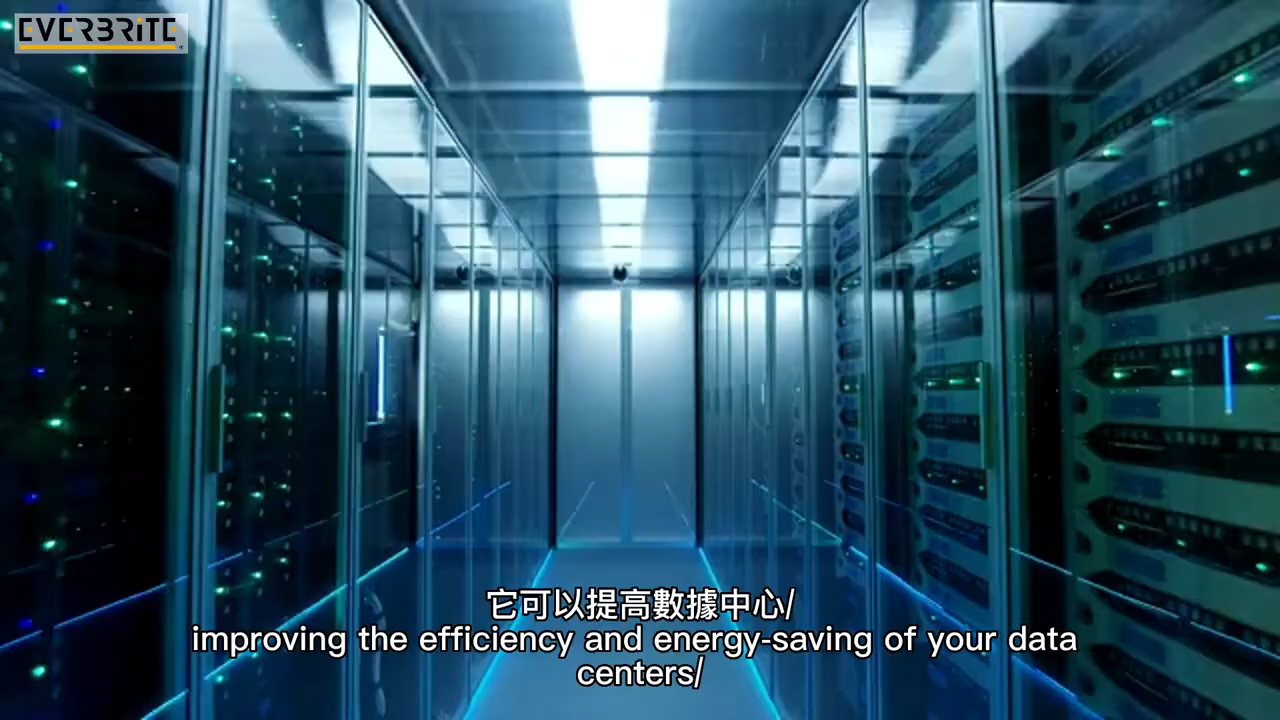 EVERBRiTE
它可以提高數據中心/
improving the efficiency and energy-saving of your data
centers/